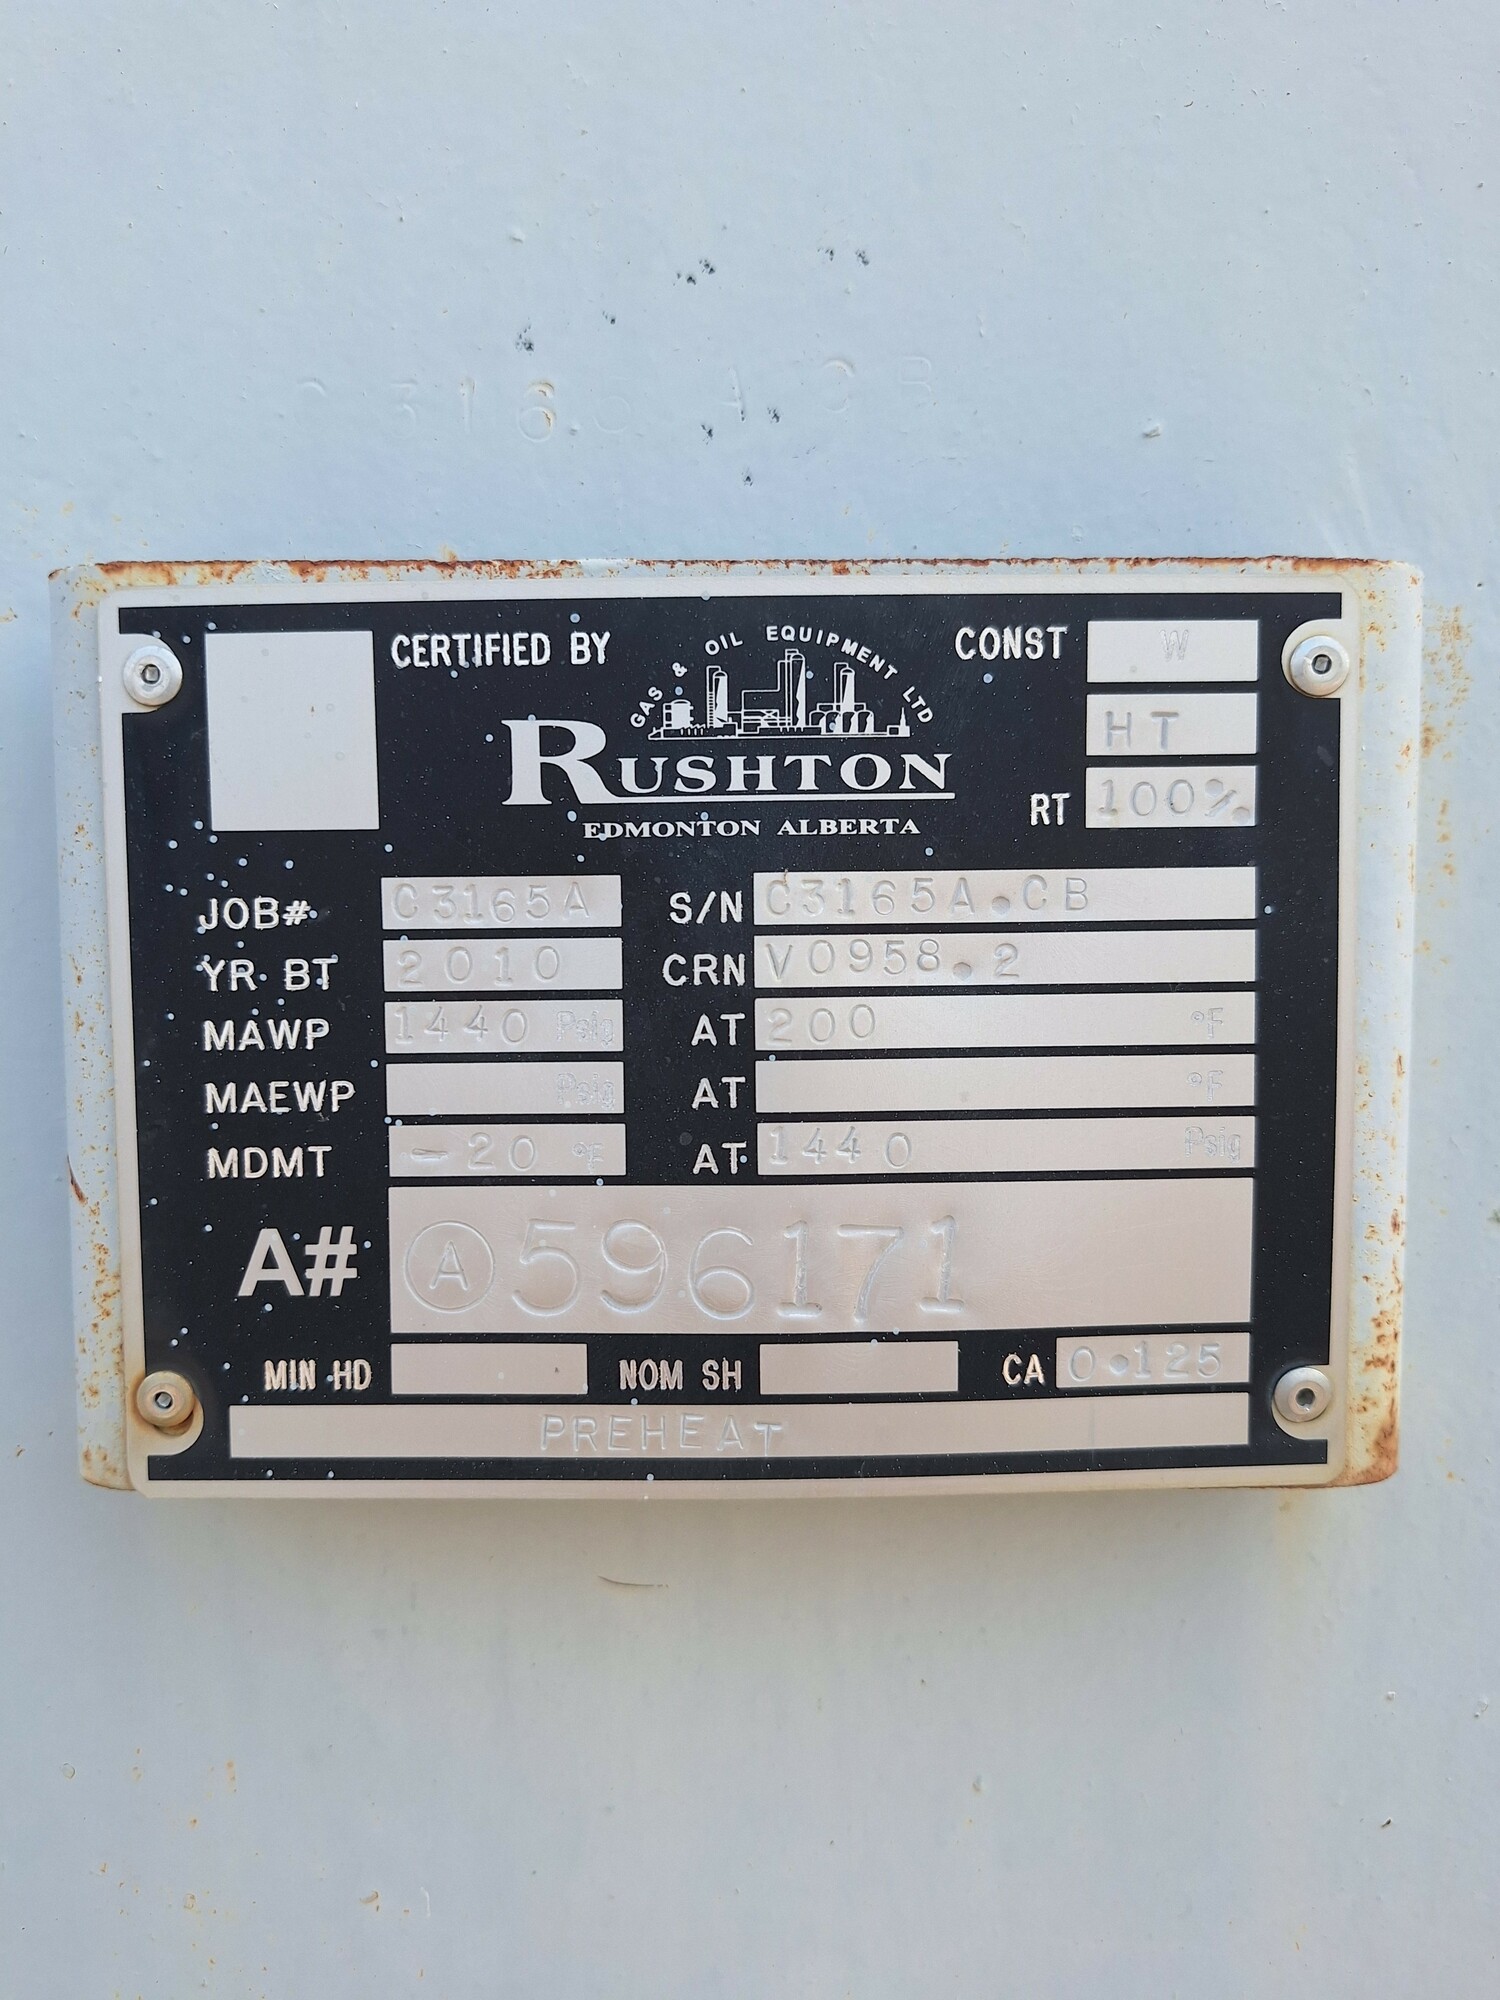 C3165A.CB
CERTIFIED BY
GAS & OIL EQUIPMENT LTD
RUSHTON
EDMONTON ALBERTA
CONST W
HT
RT 100%
JOB# C3165A S/N C3165A.CB
YR. BT 2010 CRN V0958.2
MAWP 1440 Psig AT 200 °F
MAEWP Psig AT °F
MDMT -20 °F AT 1440 Psig
A# Ⓐ596171
MIN HD NOM SH CA 0.125
PREHEAT